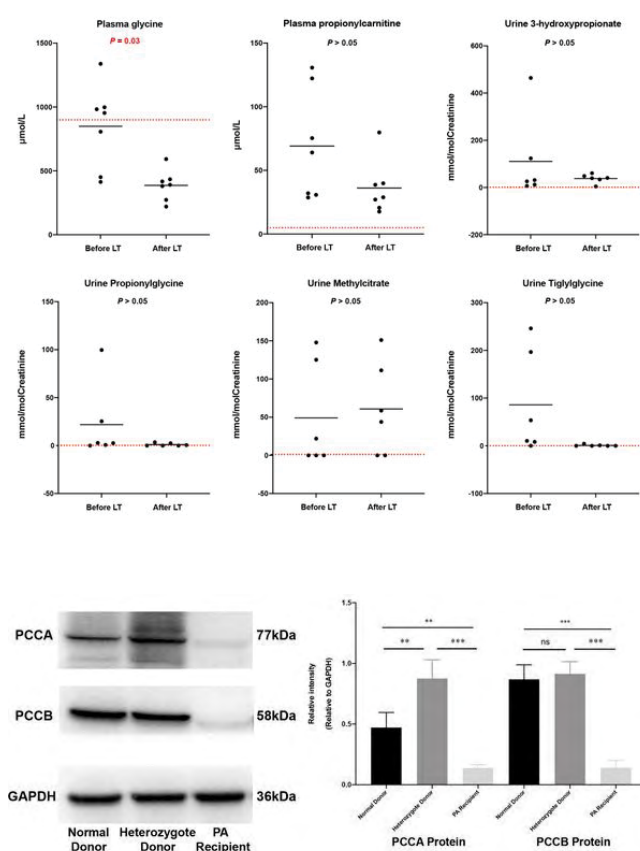 Plasma glycine
P = 0.03
1500
1000
500
0
µmol/L
Before LT
After LT
Plasma propionylcarnitine
P > 0.05
150
100
50
0
µmol/L
Before LT
After LT
Urine 3-hydroxypropionate
P > 0.05
600
400
200
0
-200
mmol/molCreatinine
Before LT
After LT
Urine Propionylglycine
P > 0.05
150
100
50
0
-50
mmol/molCreatinine
Before LT
After LT
Urine Methylcitrate
P > 0.05
200
150
100
50
0
-50
mmol/molCreatinine
Before LT
After LT
Urine Tiglylglycine
P > 0.05
300
200
100
0
-100
mmol/molCreatinine
Before LT
After LT
PCCA
77kDa
PCCB
58kDa
GAPDH
36kDa
Normal
Donor
Heterozygote
Donor
PA
Recipient
Relative intensity
(Relative to GAPDH)
1.5
1.0
0.5
0.0
**
**
***
***
ns
***
Normal Donor
Heterozygote Donor
PA Recipient
Normal Donor
Heterozygote Donor
PA Recipient
PCCA Protein
PCCB Protein